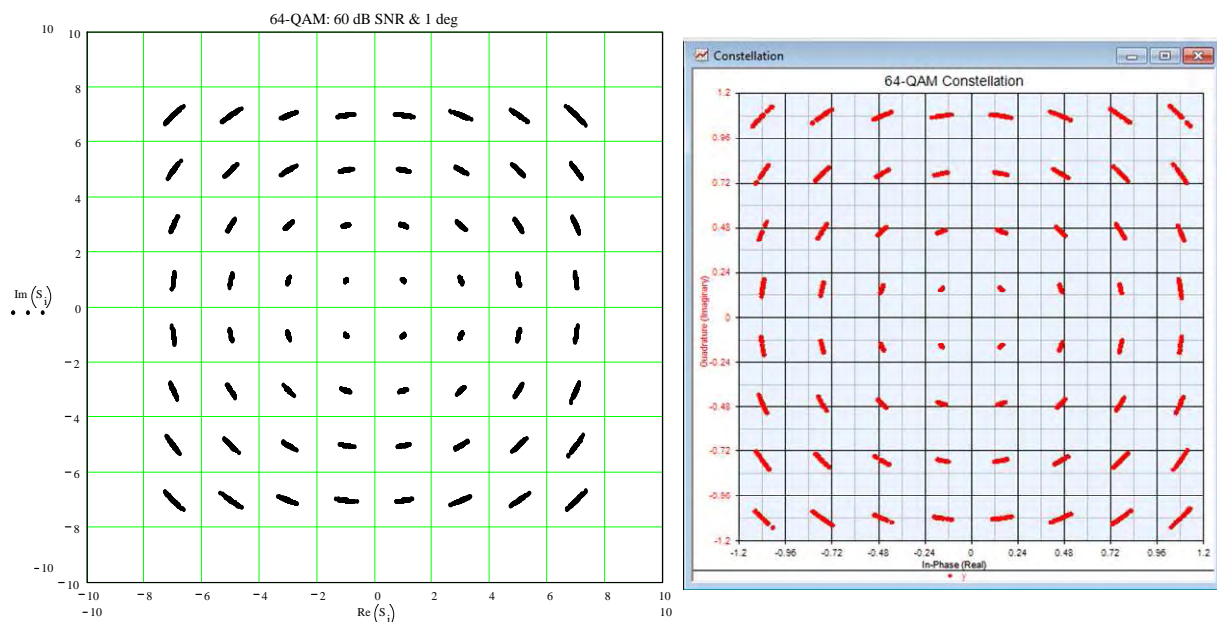 64-QAM: 60 dB SNR & 1 deg
10
10
8
6
4
2
0
−2
−4
−6
−8
−10
−10
Im(S_i)
−10 −8 −6 −4 −2 0 2 4 6 8 10
−10
Re(S_i)
10
Constellation
64-QAM Constellation
1.2
0.96
0.72
0.48
0.24
0
-0.24
-0.48
-0.72
-0.96
-1.2
Quadrature (Imaginary)
-1.2 -0.96 -0.72 -0.48 -0.24 0 0.24 0.48 0.72 0.96 1.2
In-Phase (Real)
y